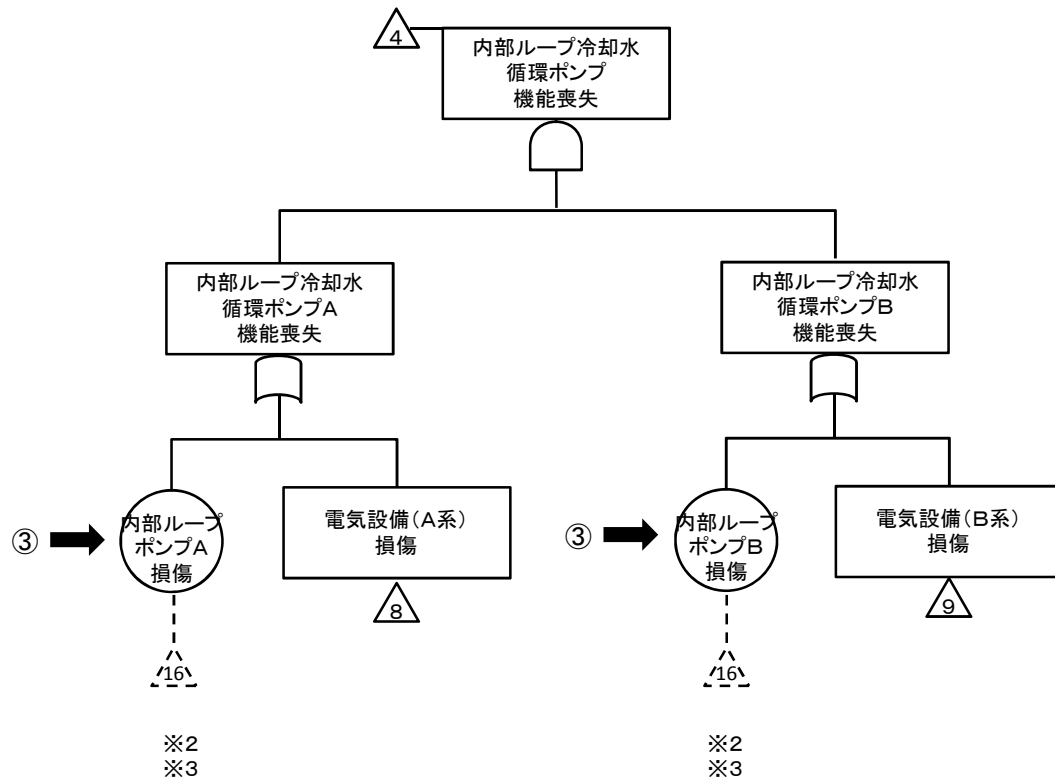 4
内部ループ冷却水
循環ポンプ
機能喪失
内部ループ冷却水
循環ポンプA
機能喪失
内部ループ冷却水
循環ポンプB
機能喪失
③
内部ループ
ポンプA
損傷
電気設備(A系)
損傷
③
内部ループ
ポンプB
損傷
電気設備(B系)
損傷
8
9
16
16
※2
※3
※2
※3